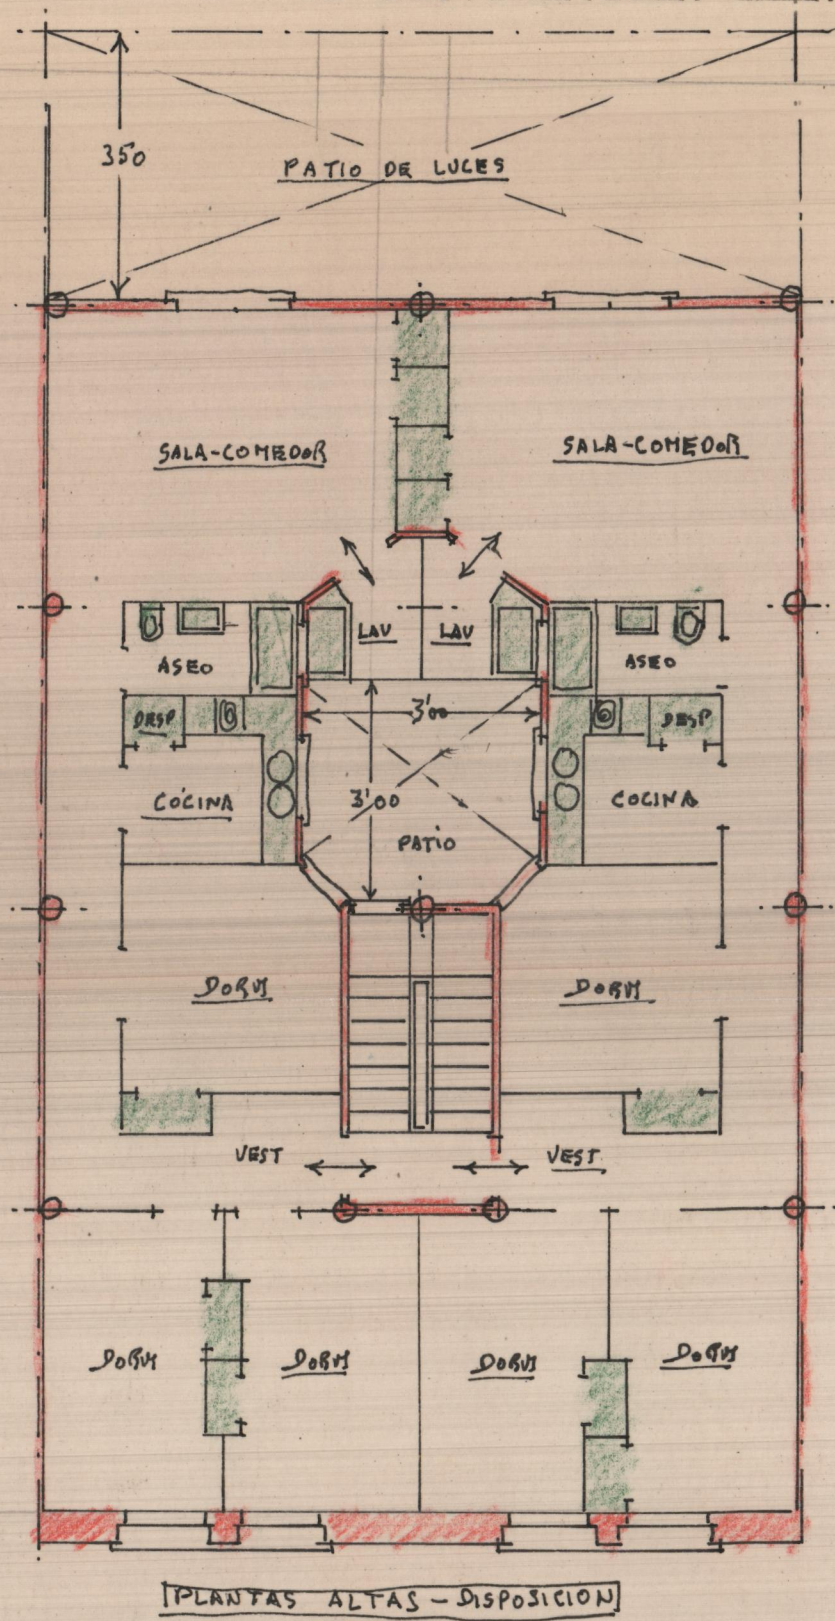 350
PATIO DE LUCES
SALA-COMEDOR
SALA-COMEDOR
LAV
LAV
ASEO
ASEO
DESP
3'00
DESP
COCINA
3'00
COCINA
PATIO
DORM
DORM
VEST
VEST
DORM
DORM
DORM
DORM
PLANTAS ALTAS - DISPOSICION